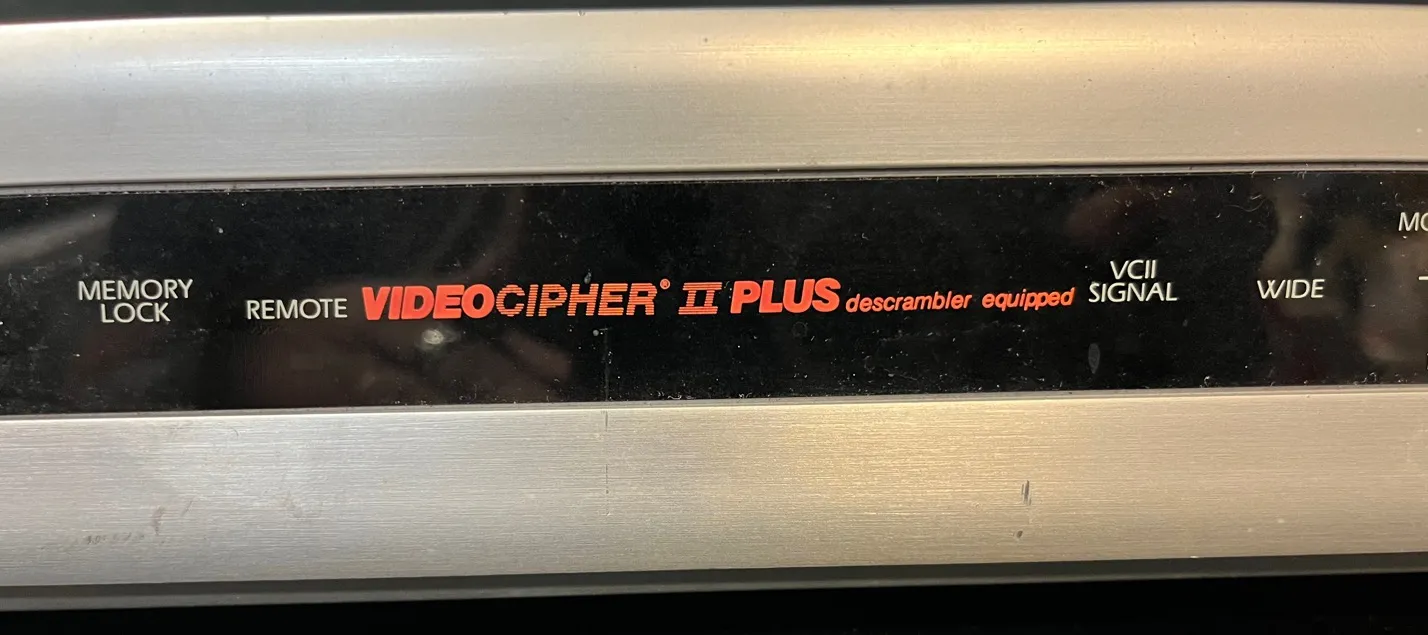 MEMORY
LOCK
REMOTE
VIDEOCIPHER® II PLUS descrambler equipped
VCII
SIGNAL
WIDE